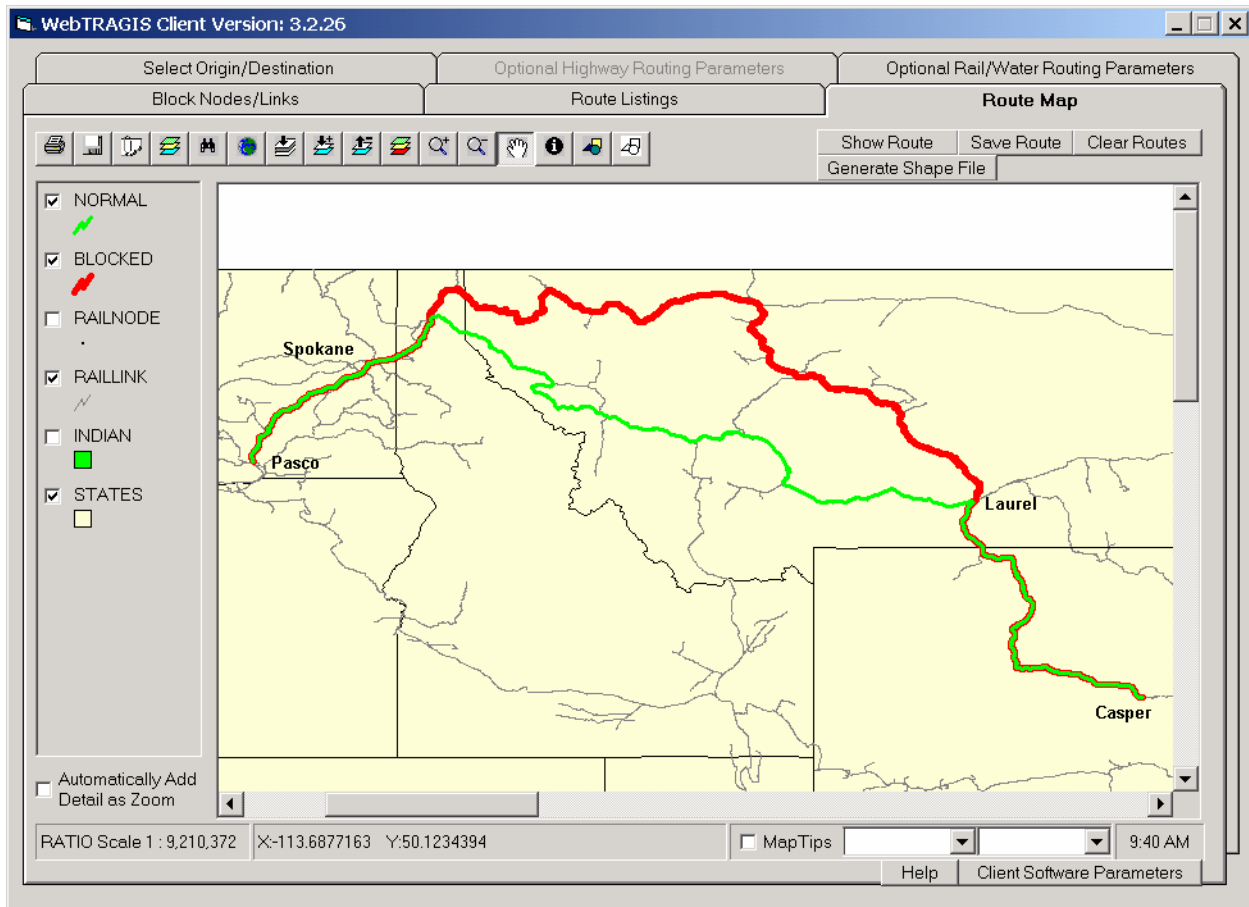 WebTRAGIS Client Version: 3.2.26
Select Origin/Destination
Optional Highway Routing Parameters
Optional Rail/Water Routing Parameters
Block Nodes/Links
Route Listings
Route Map
Show Route
Save Route
Clear Routes
Generate Shape File
NORMAL
BLOCKED
RAILNODE
RAILLINK
INDIAN
STATES
Spokane
Pasco
Laurel
Casper
Automatically Add
Detail as Zoom
RATIO Scale 1 : 9,210,372
X:-113.6877163 Y:50.1234394
MapTips
9:40 AM
Help
Client Software Parameters